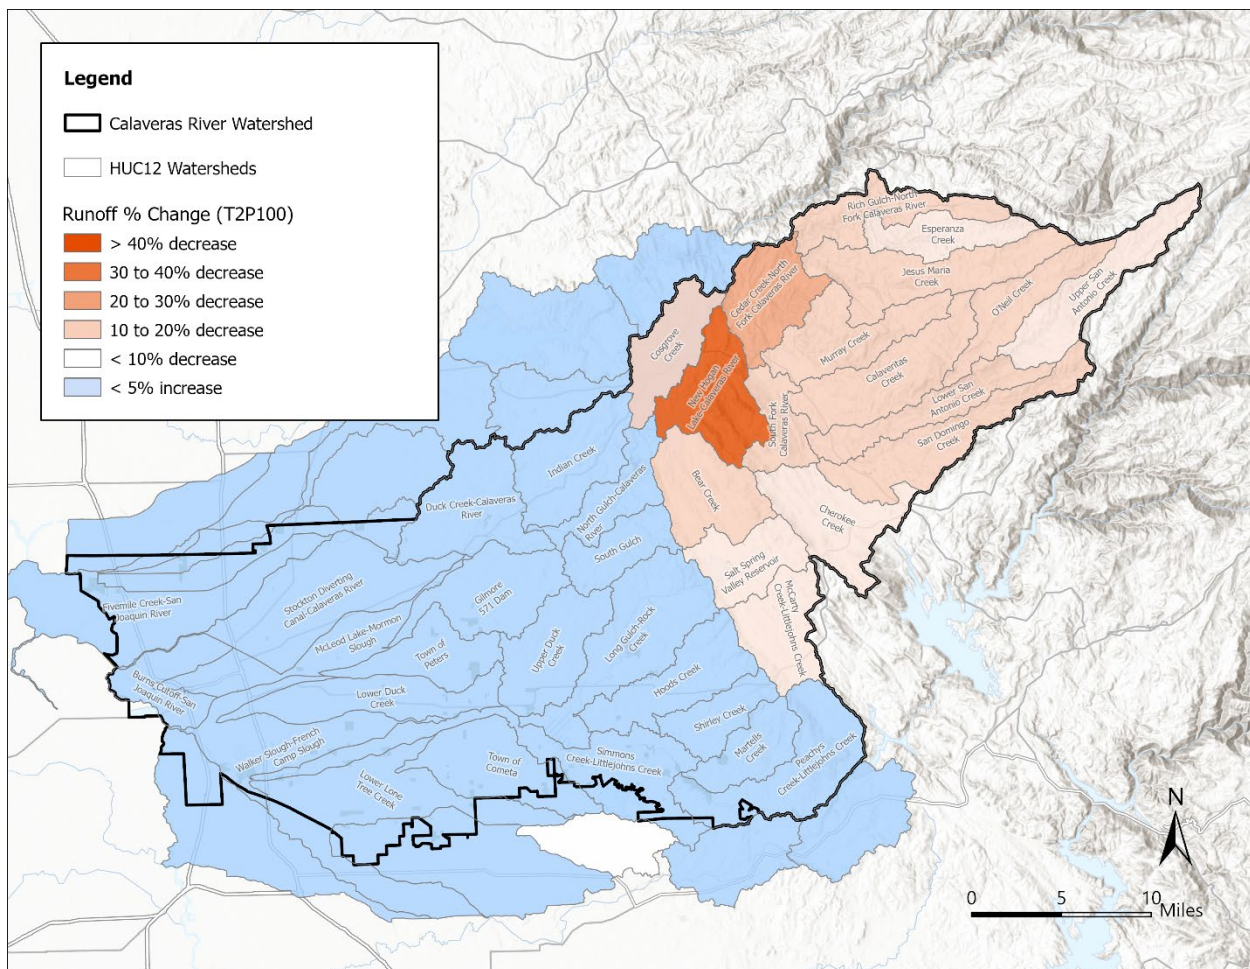 Legend
Calaveras River Watershed
HUC12 Watersheds
Runoff % Change (T2P100)
> 40% decrease
30 to 40% decrease
20 to 30% decrease
10 to 20% decrease
< 10% decrease
< 5% increase
Rich Gulch-North
Fork Calaveras River
Esperanza
Creek
Jesus Maria
Creek
O'Neil Creek
Upper San
Antonio Creek
Cedar Creek-North
Fork Calaveras River
Cosgrove
Creek
Murray Creek
Calaveritas
Creek
New Hogan
Lake-Calaveras River
South Fork
Calaveras River
Lower San
Antonio Creek
San Domingo
Creek
Indian Creek
Bear Creek
Duck Creek-Calaveras
River
North Gulch-Calaveras
River
Cherokee
Creek
South Gulch
Salt Spring
Valley Reservoir
McCarty
Creek-Littlejohns Creek
Fivemile Creek-San
Joaquin River
Stockton Diverting
Canal-Calaveras River
Gilmore
571 Dam
McLeod Lake-Mormon
Slough
Town of
Peters
Upper Duck
Creek
Long Gulch-Rock
Creek
Burns Cutoff-San
Joaquin River
Lower Duck
Creek
Hoods Creek
Shirley Creek
Martells
Creek
Peachys
Creek-Littlejohns Creek
Walker Slough-French
Camp Slough
Simmons
Creek-Littlejohns Creek
Town of
Cometa
Lower Lone
Tree Creek
N
0 5 10
Miles